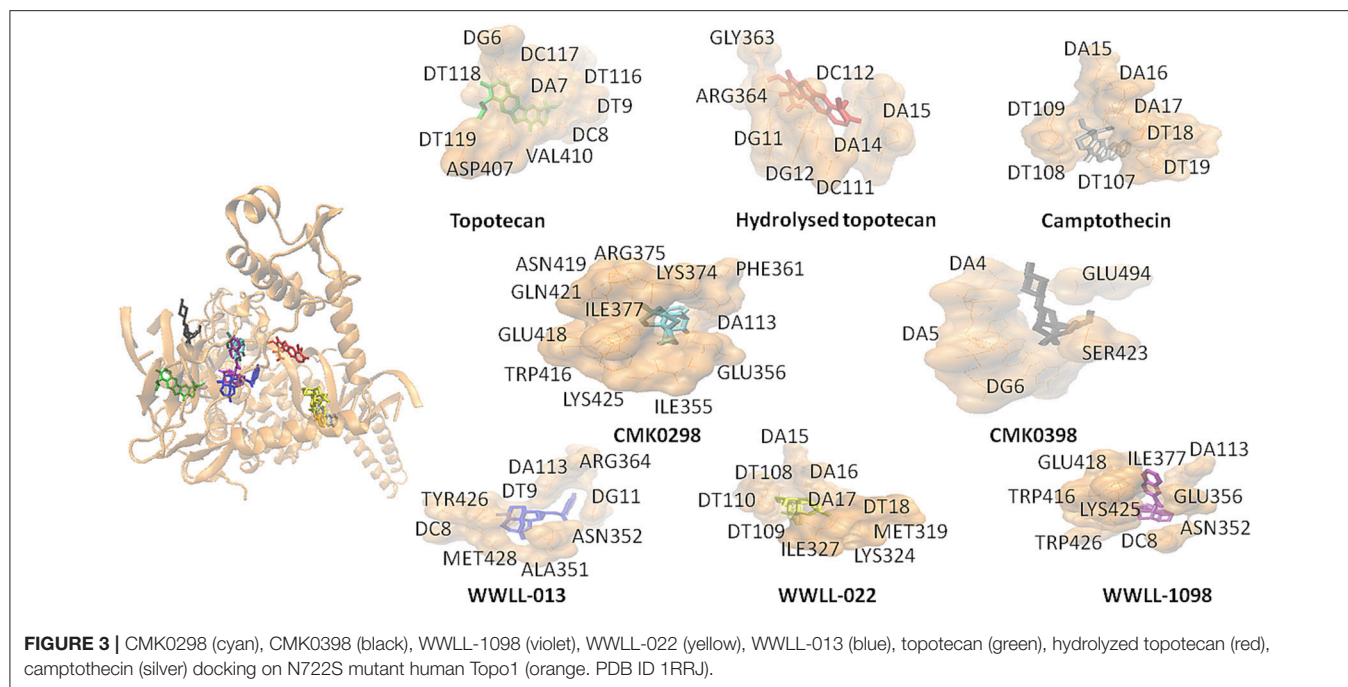 DG6
DC117
DT118
DA7
DT116
DT9
DC8
DT119
VAL410
ASP407
Topotecan
GLY363
DC112
ARG364
DA15
DG11
DA14
DG12
DC111
Hydrolysed topotecan
DA15
DA16
DT109
DA17
DT18
DT108
DT107
DT19
Camptothecin
ARG375
ASN419
LYS374
PHE361
GLN421
ILE377
DA113
GLU418
TRP416
GLU356
LYS425
ILE355
CMK0298
DA4
GLU494
DA5
SER423
DG6
CMK0398
ARG364
DA113
TYR426
DT9
DG11
DC8
ASN352
MET428
ALA351
WWLL-013
DA15
DT108
DA16
DT110
DA17
DT18
DT109
MET319
ILE327
LYS324
WWLL-022
ILE377
DA113
GLU418
TRP416
GLU356
LYS425
ASN352
TRP426
DC8
WWLL-1098
FIGURE 3 | CMK0298 (cyan), CMK0398 (black), WWLL-1098 (violet), WWLL-022 (yellow), WWLL-013 (blue), topotecan (green), hydrolyzed topotecan (red),
camptothecin (silver) docking on N722S mutant human Topo1 (orange. PDB ID 1RRJ).